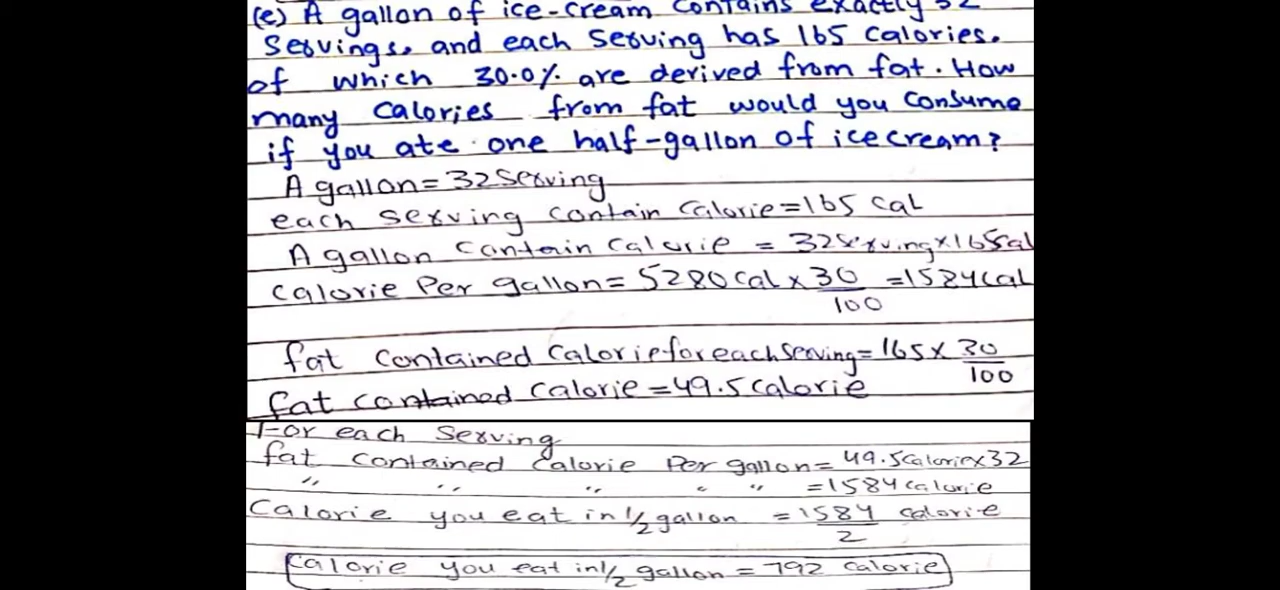 (e) A gallon of ice-cream contains exactly 32
Servings, and each Serving has 165 Calories.
of which 30.0% are derived from fat. How
many Calories from fat would you Consume
if you ate one half-gallon of icecream?
A gallon = 32 Serving
each serving contain Calorie = 165 Cal
A gallon Contain Calorie = 32 Serving × 165 Cal
Calorie Per gallon = 5280 Cal × 30/100 = 1584 Cal
fat Contained Calorie for each Serving = 165 × 30/100
fat contained Calorie = 49.5 Calorie
For each Serving
fat Contained Calorie Per gallon = 49.5 Calorie × 32
" " " " " = 1584 Calorie
Calorie you eat in 1/2 gallon = 1584/2 Calorie
Calorie you eat in 1/2 gallon = 792 Calorie